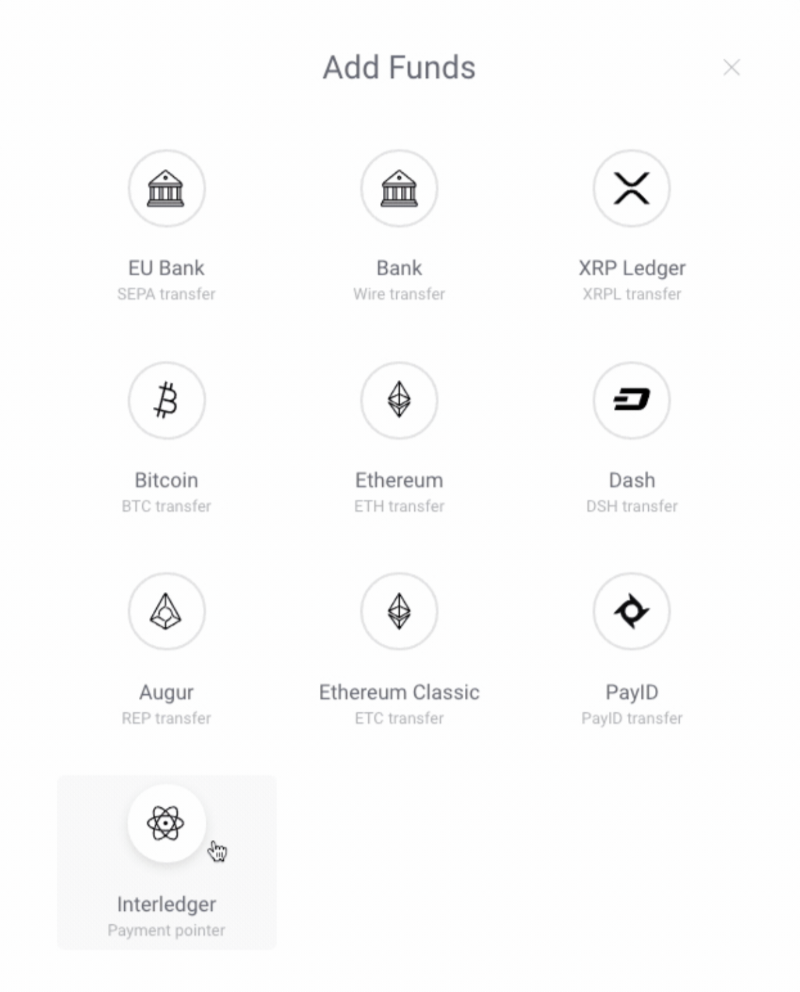 Add Funds
EU Bank
SEPA transfer
Bank
Wire transfer
XRP Ledger
XRPL transfer
Bitcoin
BTC transfer
Ethereum
ETH transfer
Dash
DSH transfer
Augur
REP transfer
Ethereum Classic
ETC transfer
PayID
PayID transfer
Interledger
Payment pointer